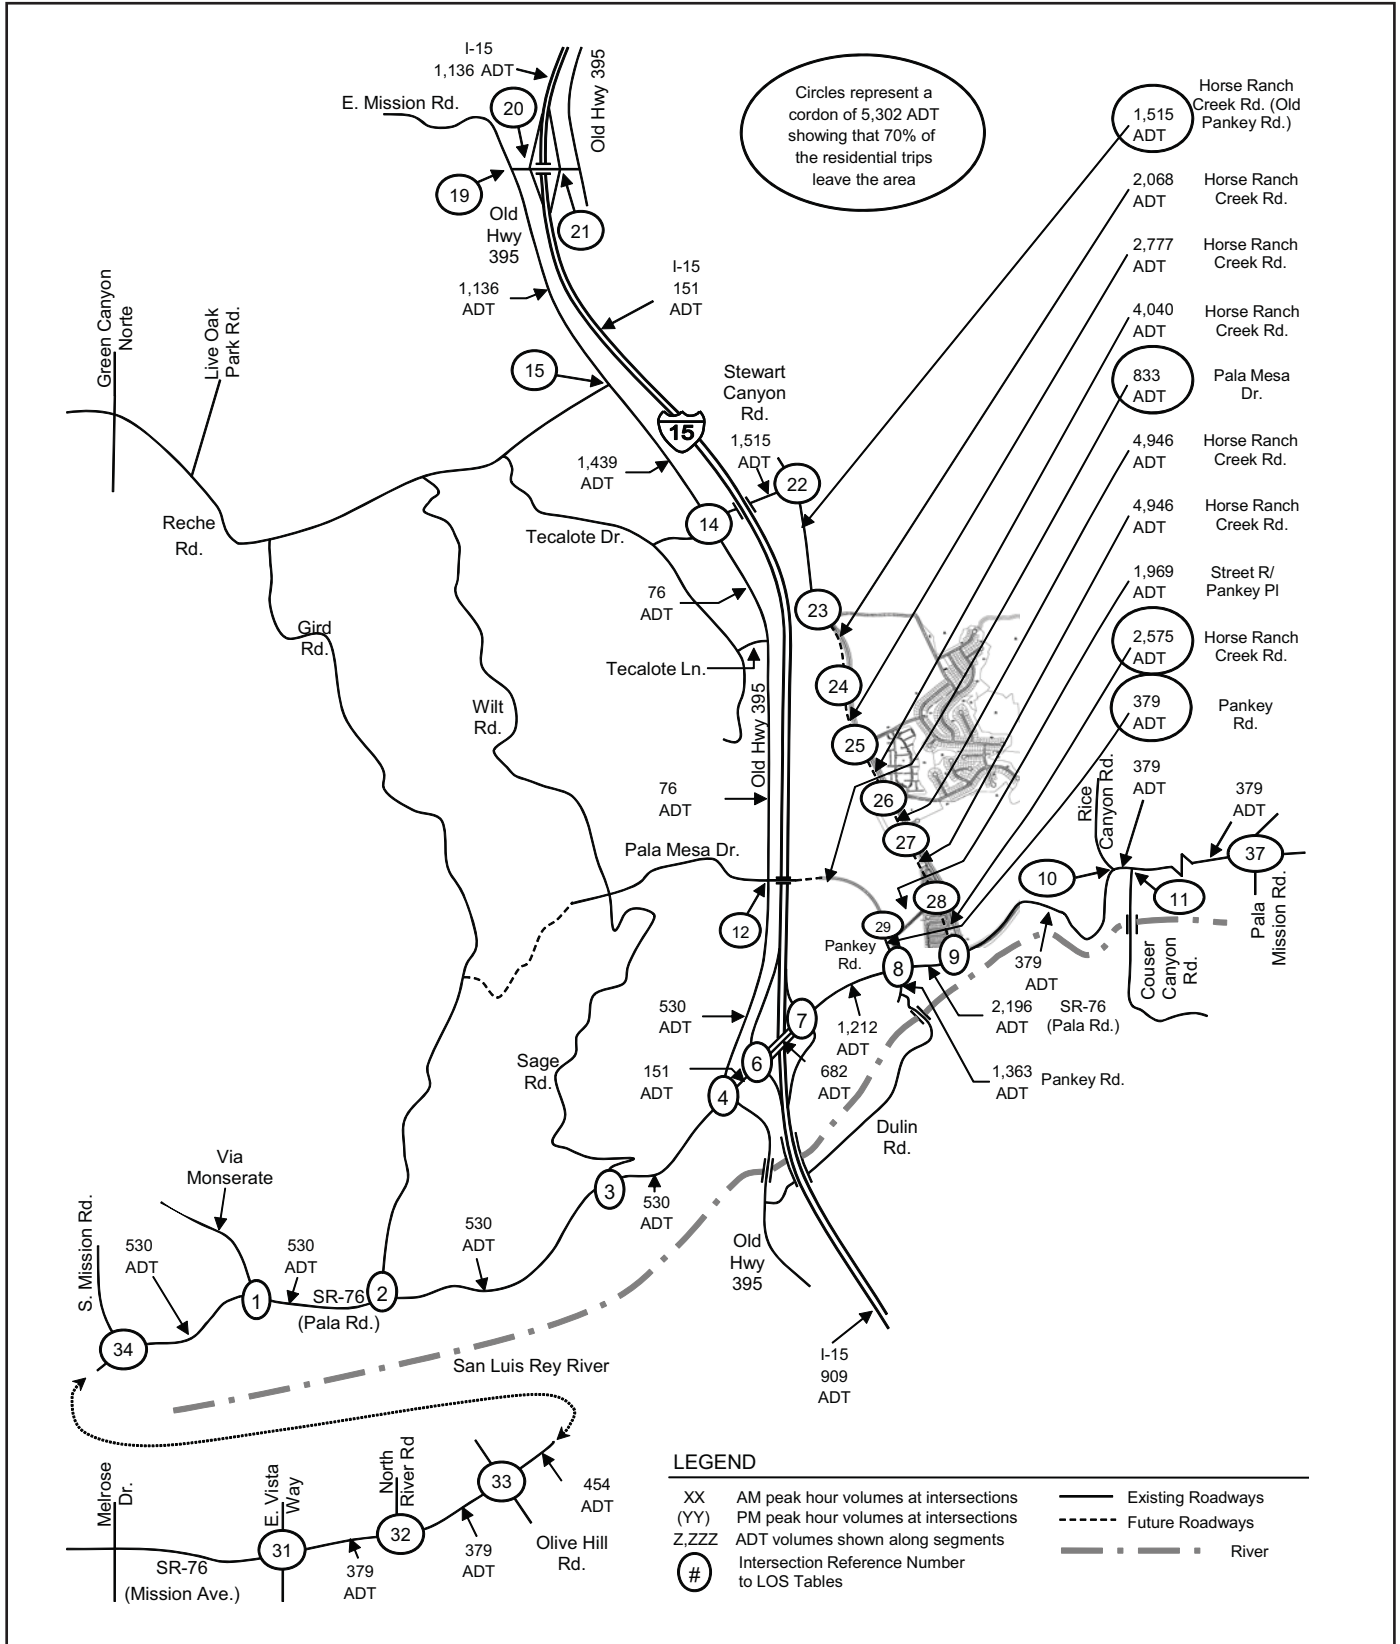 I-15
1,136 ADT
Old Hwy 395
E. Mission Rd.
20
19
21
Old
Hwy
395
Circles represent a
cordon of 5,302 ADT
showing that 70% of
the residential trips
leave the area
1,515
ADT
Horse Ranch
Creek Rd. (Old
Pankey Rd.)
2,068
ADT
Horse Ranch
Creek Rd.
2,777
ADT
Horse Ranch
Creek Rd.
4,040
ADT
Horse Ranch
Creek Rd.
833
ADT
Pala Mesa
Dr.
4,946
ADT
Horse Ranch
Creek Rd.
4,946
ADT
Horse Ranch
Creek Rd.
1,969
ADT
Street R/
Pankey Pl
2,575
ADT
Horse Ranch
Creek Rd.
379
ADT
Pankey
Rd.
1,136
ADT
I-15
151
ADT
Green Canyon
Norte
Live Oak
Park Rd.
15
Stewart
Canyon
Rd.
15
1,515
ADT
22
1,439
ADT
14
Reche
Rd.
Tecalote Dr.
76
ADT
23
Gird
Rd.
Tecalote Ln.
24
Wilt
Rd.
Old Hwy 395
25
76
ADT
26
27
Pala Mesa Dr.
12
28
29
Pankey
Rd.
8
9
Rice
Canyon Rd.
379
ADT
379
ADT
37
10
11
Pala
Mission Rd.
Couser
Canyon
Rd.
379
ADT
2,196
ADT
SR-76
(Pala Rd.)
530
ADT
7
1,212
ADT
6
682
ADT
151
ADT
4
1,363
ADT
Pankey Rd.
Sage
Rd.
Dulin
Rd.
Via
Monserate
3
530
ADT
S. Mission Rd.
530
ADT
530
ADT
530
ADT
1
SR-76
(Pala Rd.)
2
34
Old
Hwy
395
I-15
909
ADT
San Luis Rey River
Melrose
Dr.
E. Vista
Way
North
River Rd
33
454
ADT
31
32
SR-76
(Mission Ave.)
379
ADT
379
ADT
Olive Hill
Rd.
LEGEND
XX AM peak hour volumes at intersections
(YY) PM peak hour volumes at intersections
Z,ZZZ ADT volumes shown along segments
# Intersection Reference Number
to LOS Tables
Existing Roadways
Future Roadways
River